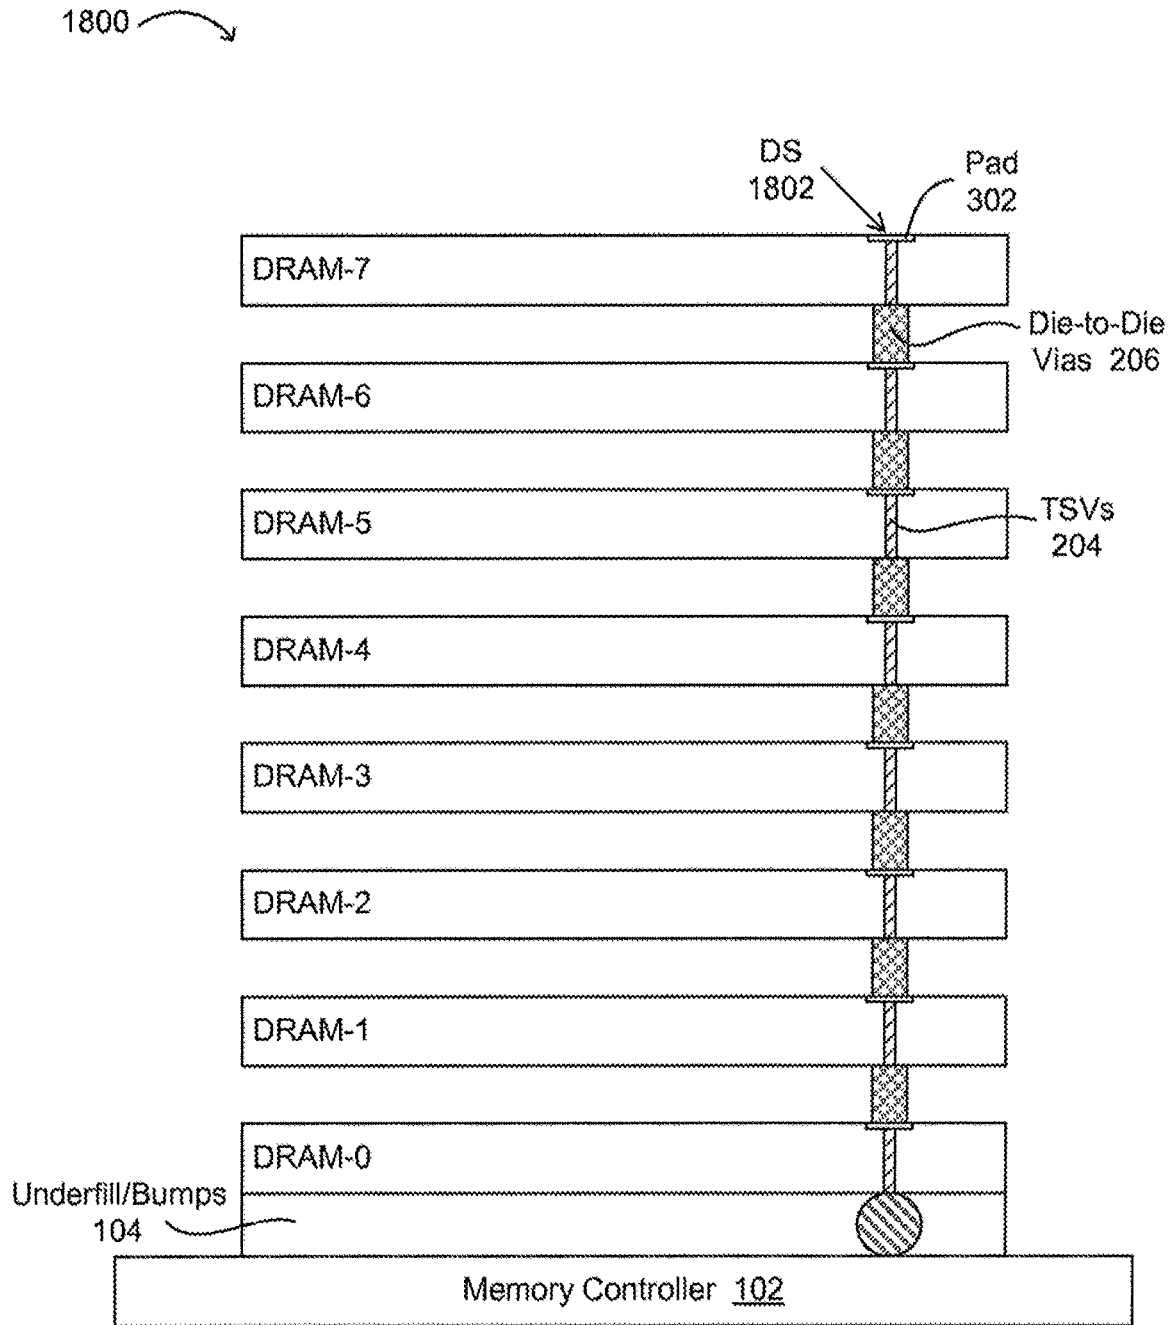 1800
DS
1802
Pad
302
DRAM-7
Die-to-Die
Vias 206
DRAM-6
DRAM-5
TSVs
204
DRAM-4
DRAM-3
DRAM-2
DRAM-1
DRAM-0
Underfill/Bumps
104
Memory Controller 102